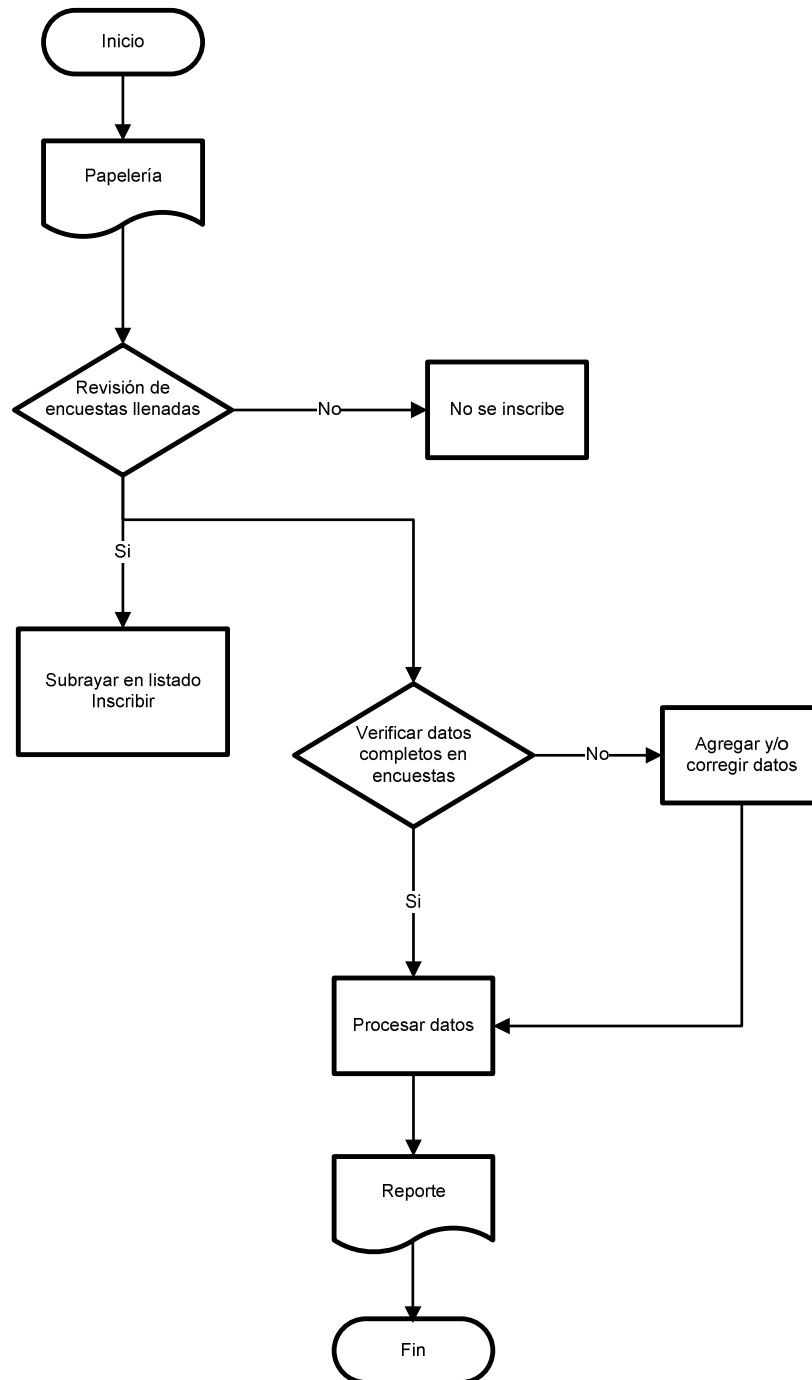 Inicio
Papelería
Revisión de
encuestas llenadas
No
No se inscribe
Si
Subrayar en listado
Inscribir
Verificar datos
completos en
encuestas
No
Agregar y/o
corregir datos
Si
Procesar datos
Reporte
Fin